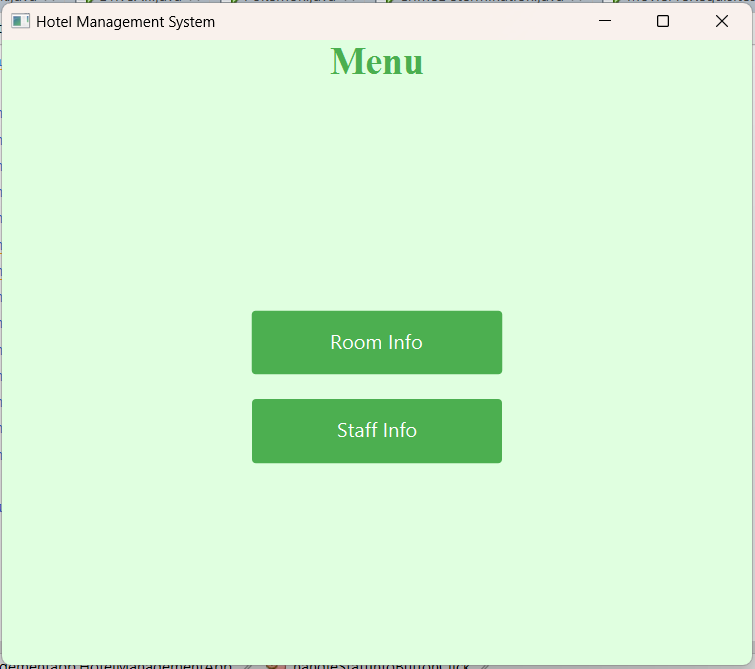 Hotel Management System
Menu
Room Info
Staff Info